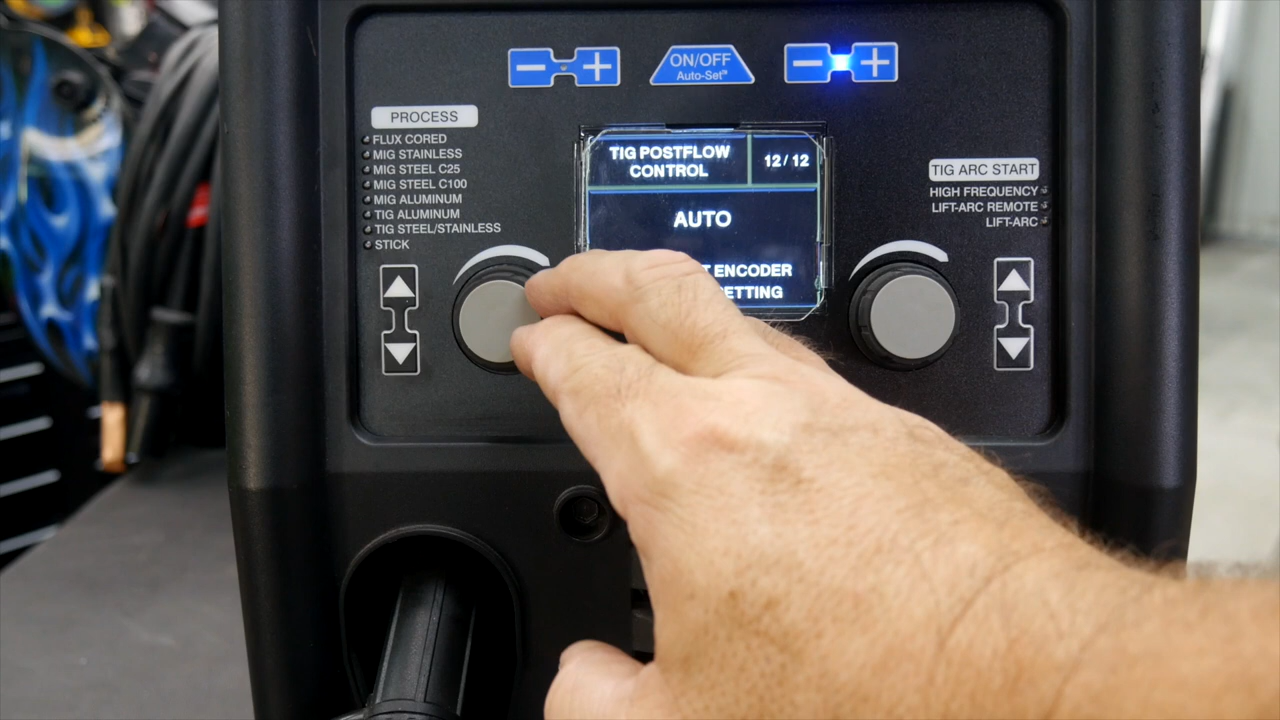 ON/OFF
Auto-Set™
PROCESS
FLUX CORED
MIG STAINLESS
MIG STEEL C25
MIG STEEL C100
MIG ALUMINUM
TIG ALUMINUM
TIG STEEL/STAINLESS
STICK
TIG POSTFLOW
CONTROL
12/12
AUTO
ENCODER
TIG ARC START
HIGH FREQUENCY
LIFT-ARC REMOTE
LIFT-ARC